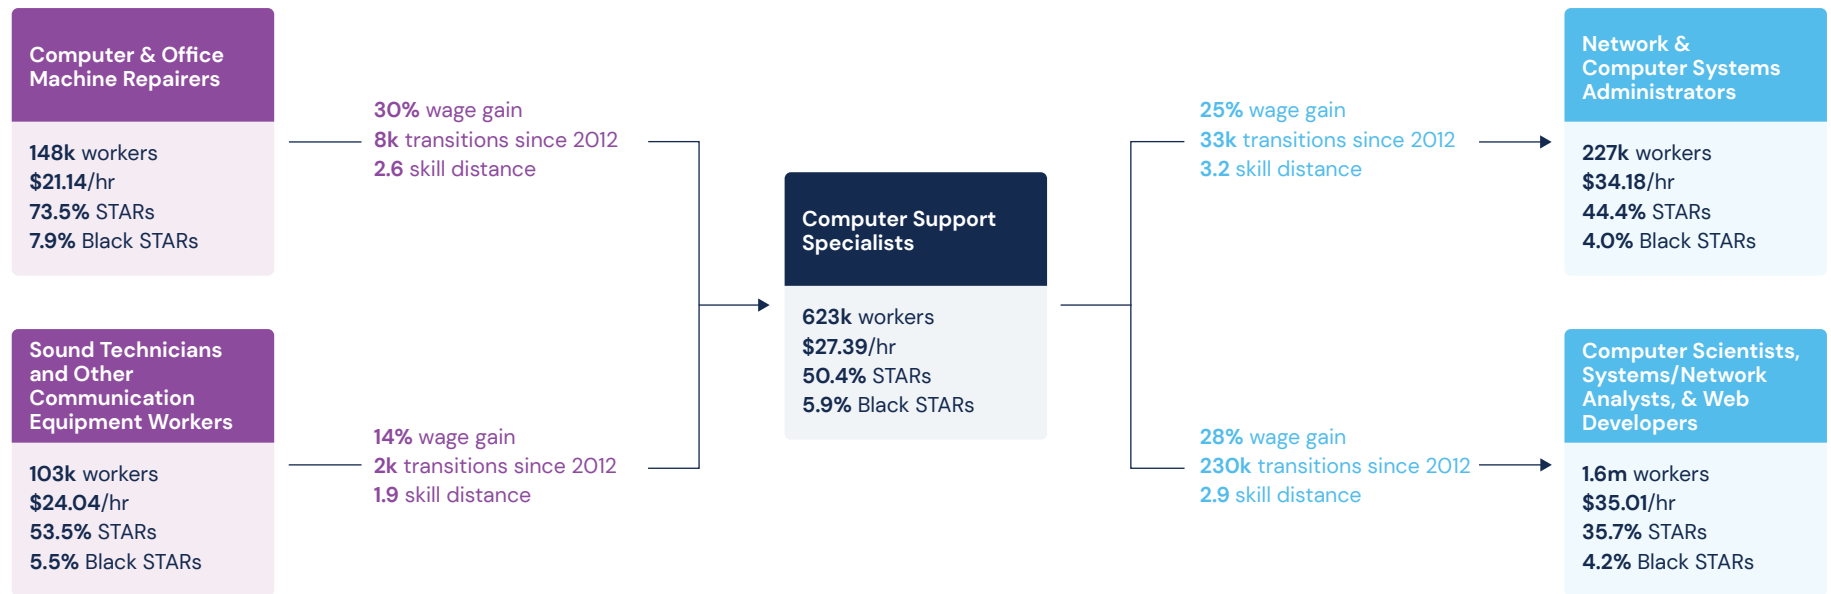 Computer & Office
Machine Repairers
148k workers
$21.14/hr
73.5% STARs
7.9% Black STARs
30% wage gain
8k transitions since 2012
2.6 skill distance
Sound Technicians
and Other
Communication
Equipment Workers
103k workers
$24.04/hr
53.5% STARs
5.5% Black STARs
14% wage gain
2k transitions since 2012
1.9 skill distance
Computer Support
Specialists
623k workers
$27.39/hr
50.4% STARs
5.9% Black STARs
25% wage gain
33k transitions since 2012
3.2 skill distance
Network &
Computer Systems
Administrators
227k workers
$34.18/hr
44.4% STARs
4.0% Black STARs
28% wage gain
230k transitions since 2012
2.9 skill distance
Computer Scientists,
Systems/Network
Analysts, & Web
Developers
1.6m workers
$35.01/hr
35.7% STARs
4.2% Black STARs